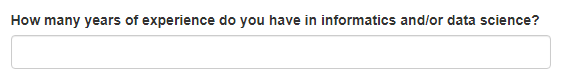 How many years of experience do you have in informatics and/or data science?